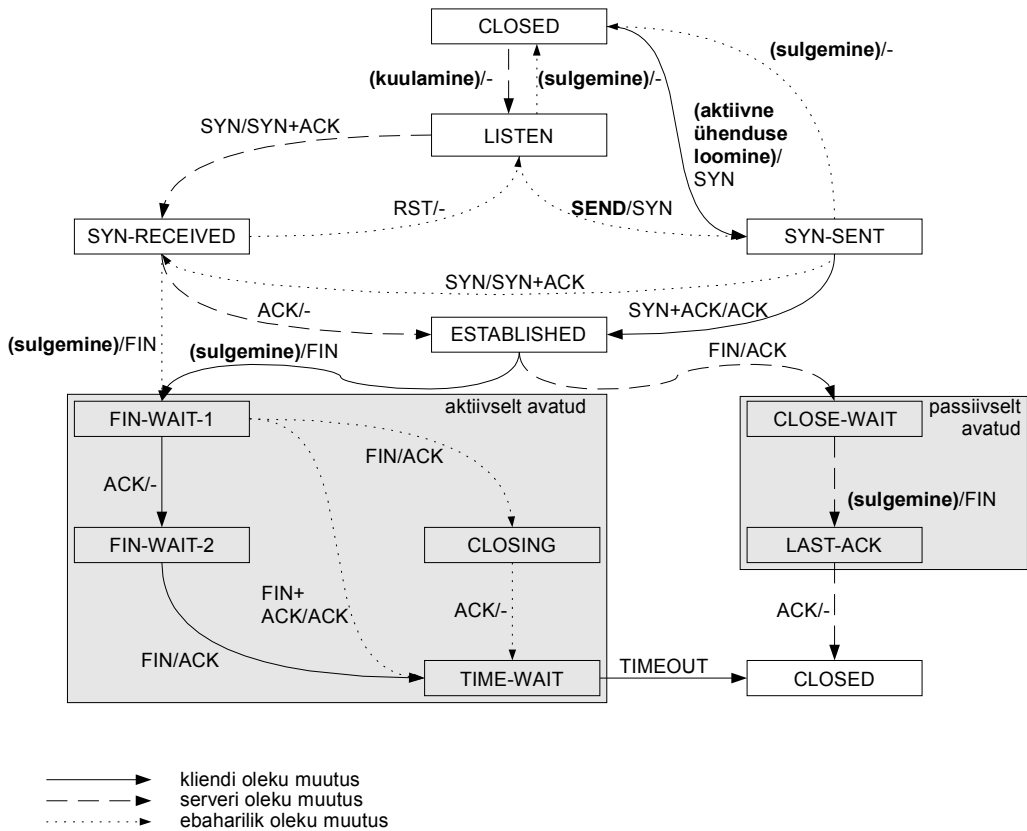 CLOSED
(sulgemine)/-
(kuulamine)/-
(sulgemine)/-
(aktiivne
ühenduse
loomine)/
SYN
SYN/SYN+ACK
LISTEN
RST/-
SEND/SYN
SYN-RECEIVED
SYN-SENT
SYN/SYN+ACK
ACK/-
SYN+ACK/ACK
ESTABLISHED
(sulgemine)/FIN
(sulgemine)/FIN
FIN/ACK
aktiivselt avatud
passiivselt
avatud
FIN-WAIT-1
CLOSE-WAIT
FIN/ACK
ACK/-
(sulgemine)/FIN
FIN-WAIT-2
CLOSING
LAST-ACK
FIN+
ACK/ACK
ACK/-
ACK/-
FIN/ACK
TIME-WAIT
TIMEOUT
CLOSED
kliendi oleku muutus
serveri oleku muutus
ebaharilik oleku muutus